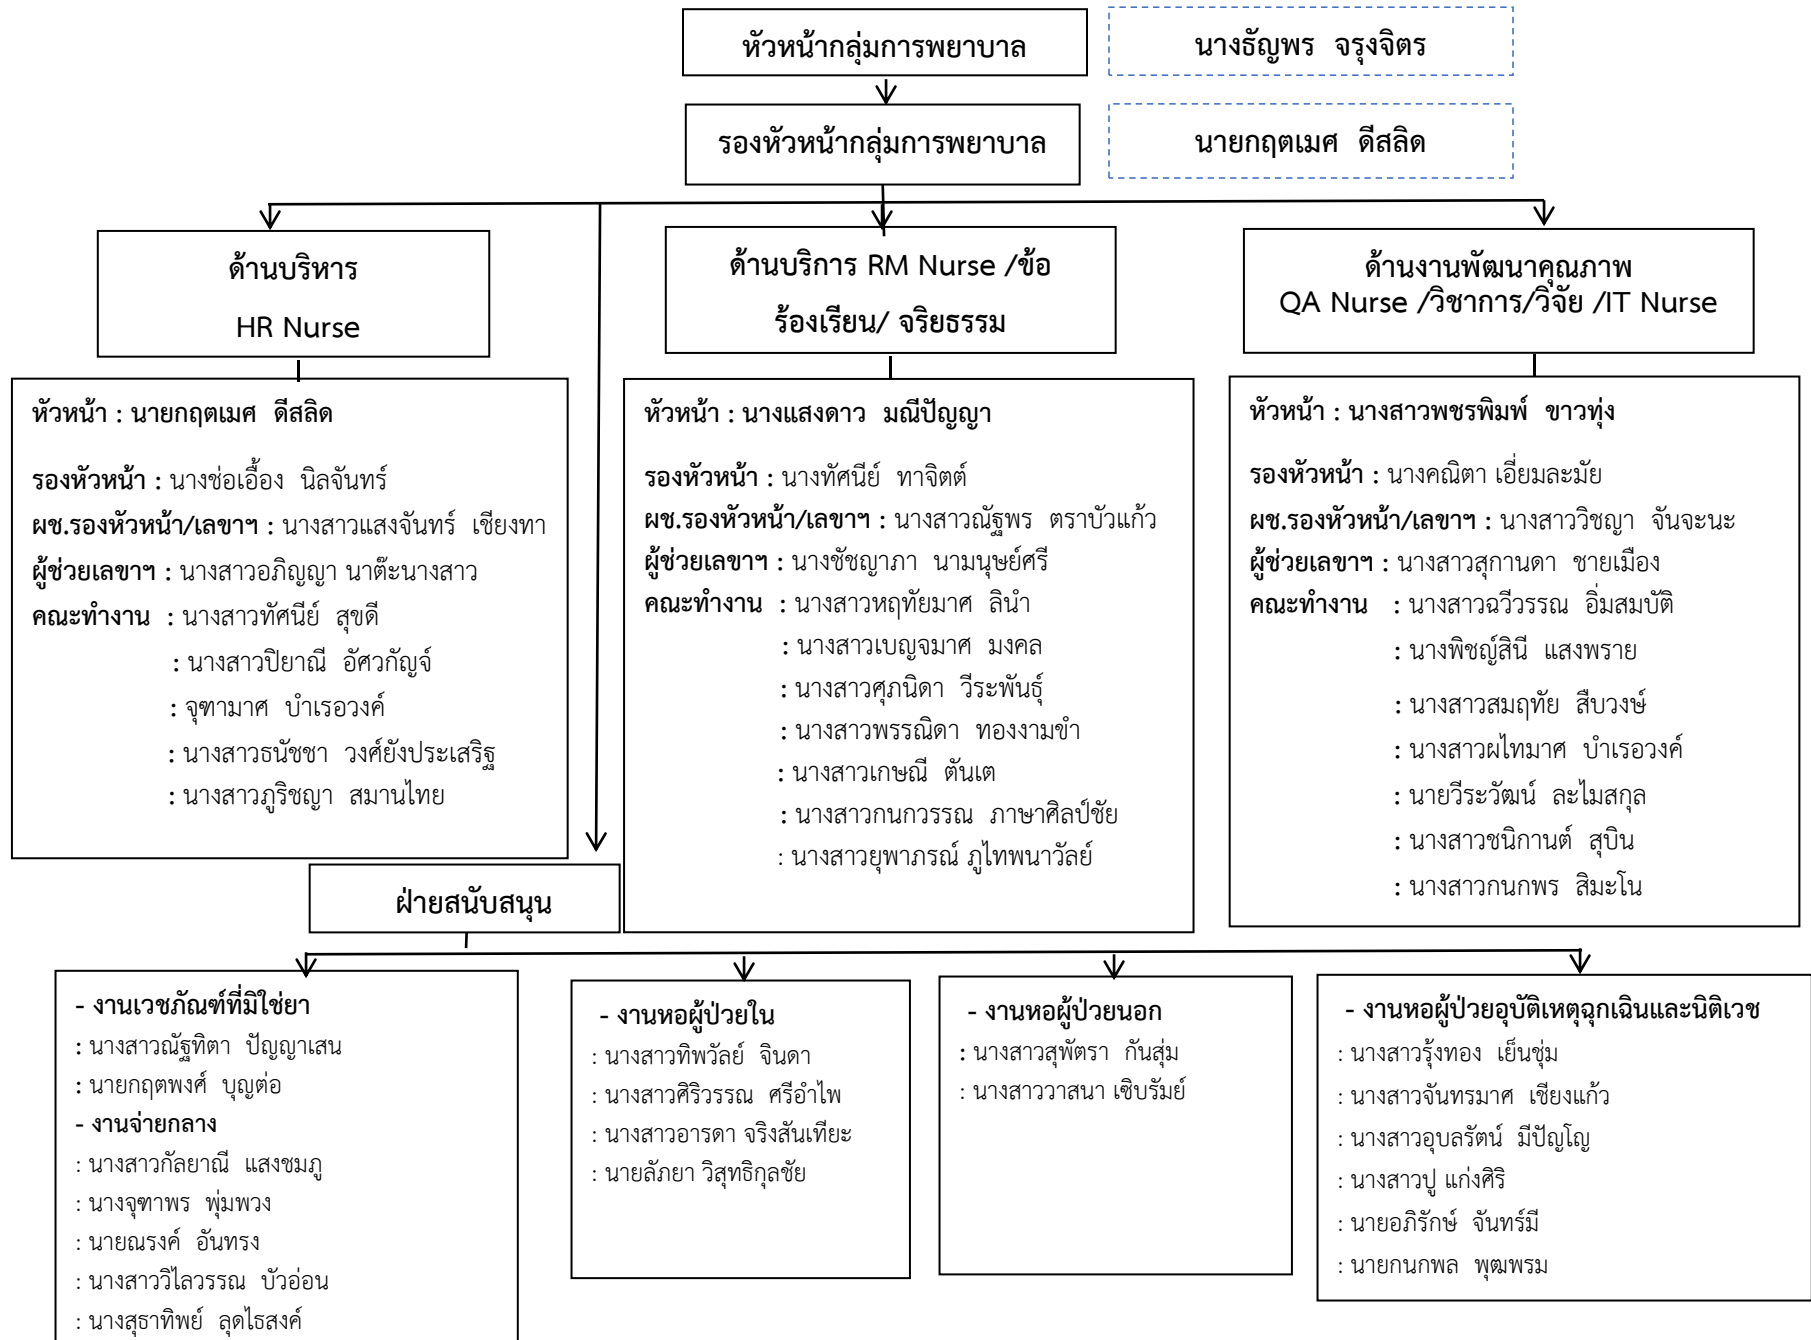 หัวหน้ากลุ่มการพยาบาล
นางธัญพร  จรุงจิตร
รองหัวหน้ากลุ่มการพยาบาล
นายกฤตเมศ  ดีสลิด
ด้านบริหาร
HR Nurse
ด้านบริการ RM Nurse /ข้อ
ร้องเรียน/ จริยธรรม
ด้านงานพัฒนาคุณภาพ
QA Nurse /วิชาการ/วิจัย /IT Nurse
หัวหน้า : นายกฤตเมศ  ดีสลิด
รองหัวหน้า : นางช่อเอื้อง  นิลจันทร์
ผช.รองหัวหน้า/เลขาฯ : นางสาวแสงจันทร์  เชียงทา
ผู้ช่วยเลขาฯ : นางสาวอภิญญา นาต๊ะนางสาว
คณะทำงาน  : นางสาวทัศนีย์  สุขดี
: นางสาวปิยาณี  อัศวกัญจ์
: จุฑามาศ  บำเรอวงค์
: นางสาวธนัชชา  วงศ์ยังประเสริฐ
: นางสาวภูริชญา  สมานไทย
หัวหน้า : นางแสงดาว  มณีปัญญา
รองหัวหน้า : นางทัศนีย์  ทาจิตต์
ผช.รองหัวหน้า/เลขาฯ : นางสาวณัฐพร  ตราบัวแก้ว
ผู้ช่วยเลขาฯ : นางชัชญาภา  นามนุษย์ศรี
คณะทำงาน  : นางสาวหฤทัยมาศ  ลินำ
: นางสาวเบญจมาศ  มงคล
: นางสาวศุภนิดา  วีระพันธุ์
: นางสาวพรรณิดา  ทองงามขำ
: นางสาวเกษณี  ตันเต
: นางสาวกนกวรรณ  ภาษาศิลป์ชัย
: นางสาวยุพาภรณ์ ภูไทพนาวัลย์
หัวหน้า : นางสาวพชรพิมพ์  ขาวทุ่ง
รองหัวหน้า : นางคณิตา เอี่ยมละมัย
ผช.รองหัวหน้า/เลขาฯ : นางสาววิชญา  จันจะนะ
ผู้ช่วยเลขาฯ : นางสาวสุกานดา  ชายเมือง
คณะทำงาน  : นางสาวฉวีวรรณ  อิ่มสมบัติ
: นางพิชญ์สินี  แสงพราย
: นางสาวสมฤทัย  สืบวงษ์
: นางสาวผไทมาศ  บำเรอวงค์
: นายวีระวัฒน์  ละไมสกุล
: นางสาวชนิกานต์  สุบิน
: นางสาวกนกพร  สิมะโน
ฝ่ายสนับสนุน
- งานเวชภัณฑ์ที่มิใช่ยา
: นางสาวณัฐทิตา  ปัญญาเสน
: นายกฤตพงศ์  บุญต่อ
- งานจ่ายกลาง
: นางสาวกัลยาณี  แสงชมภู
: นางจุฑาพร  พุ่มพวง
: นายณรงค์  อันทรง
: นางสาววิไลวรรณ  บัวอ่อน
: นางสุธาทิพย์  ลุดไธสงค์
- งานหอผู้ป่วยใน
: นางสาวทิพวัลย์  จินดา
: นางสาวศิริวรรณ  ศรีอำไพ
: นางสาวอารดา จริงสันเทียะ
: นายลัภยา วิสุทธิกุลชัย
- งานหอผู้ป่วยนอก
: นางสาวสุพัตรา  กันสุ่ม
: นางสาววาสนา เซิบรัมย์
- งานหอผู้ป่วยอุบัติเหตุฉุกเฉินและนิติเวช
: นางสาวรุ้งทอง  เย็นชุ่ม
: นางสาวจันทรมาศ  เชียงแก้ว
: นางสาวอุบลรัตน์  มีปัญโญ
: นางสาวปู แก่งศิริ
: นายอภิรักษ์  จันทร์มี
: นายกนกพล  พุฒพรม